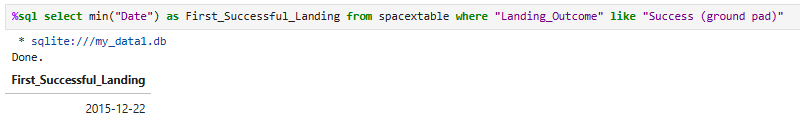 %sql select min("Date") as First_Successful_Landing from spacextable where "Landing_Outcome" like "Success (ground pad)"
* sqlite:///my_data1.db
Done.
First_Successful_Landing
2015-12-22